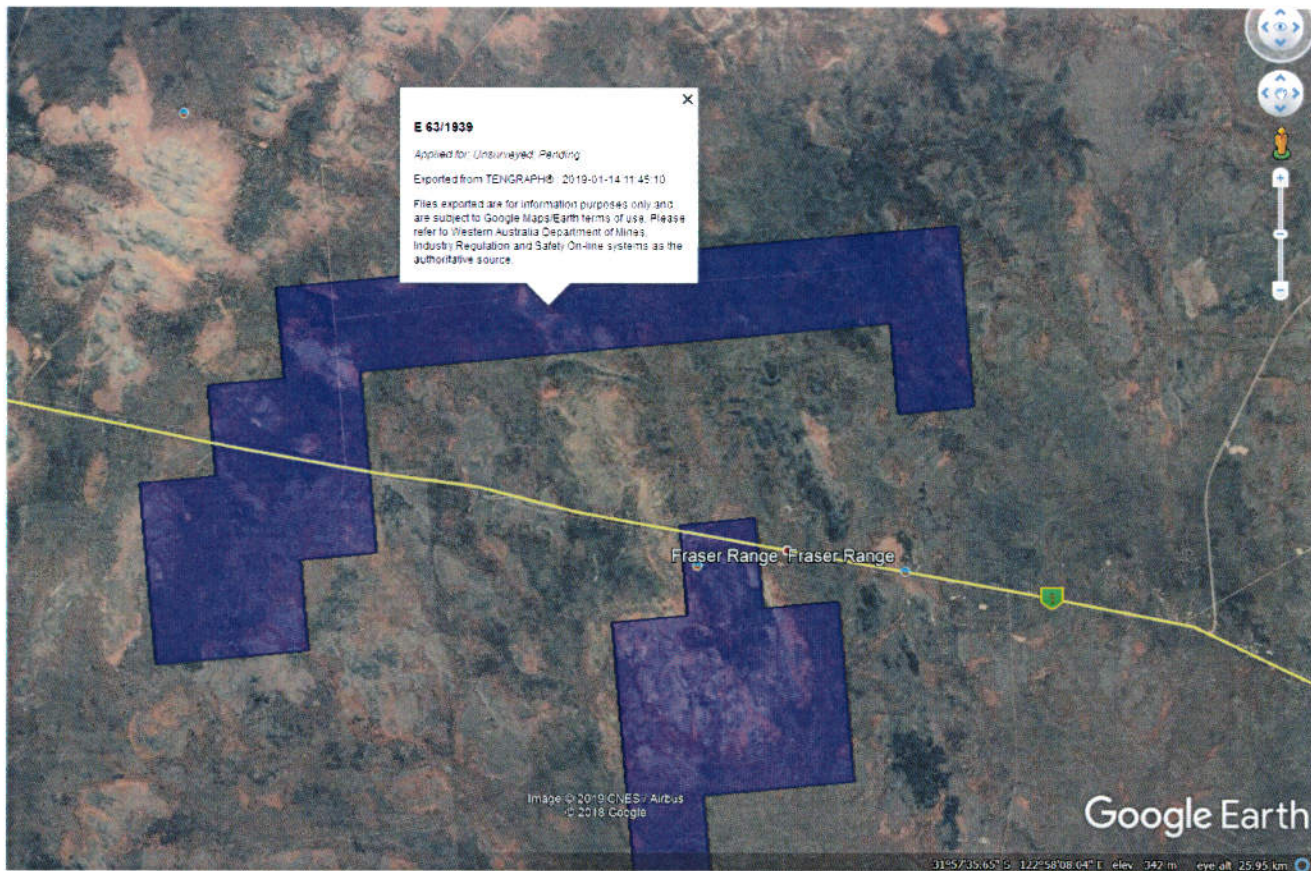 E 63/1939
Applied for: Unsurveyed: Pending
Exported from TENGRAPH® : 2019-01-14 11:45:10
Files exported are for information purposes only and
are subject to Google Maps/Earth terms of use. Please
refer to Western Australia Department of Mines,
Industry Regulation and Safety On-line systems as the
authoritative source.
Fraser Range Fraser Range
Image © 2019 CNES / Airbus
© 2018 Google
Google Earth
31°57'35.65" S 122°58'08.04" E elev 342 m eye alt 25.95 km